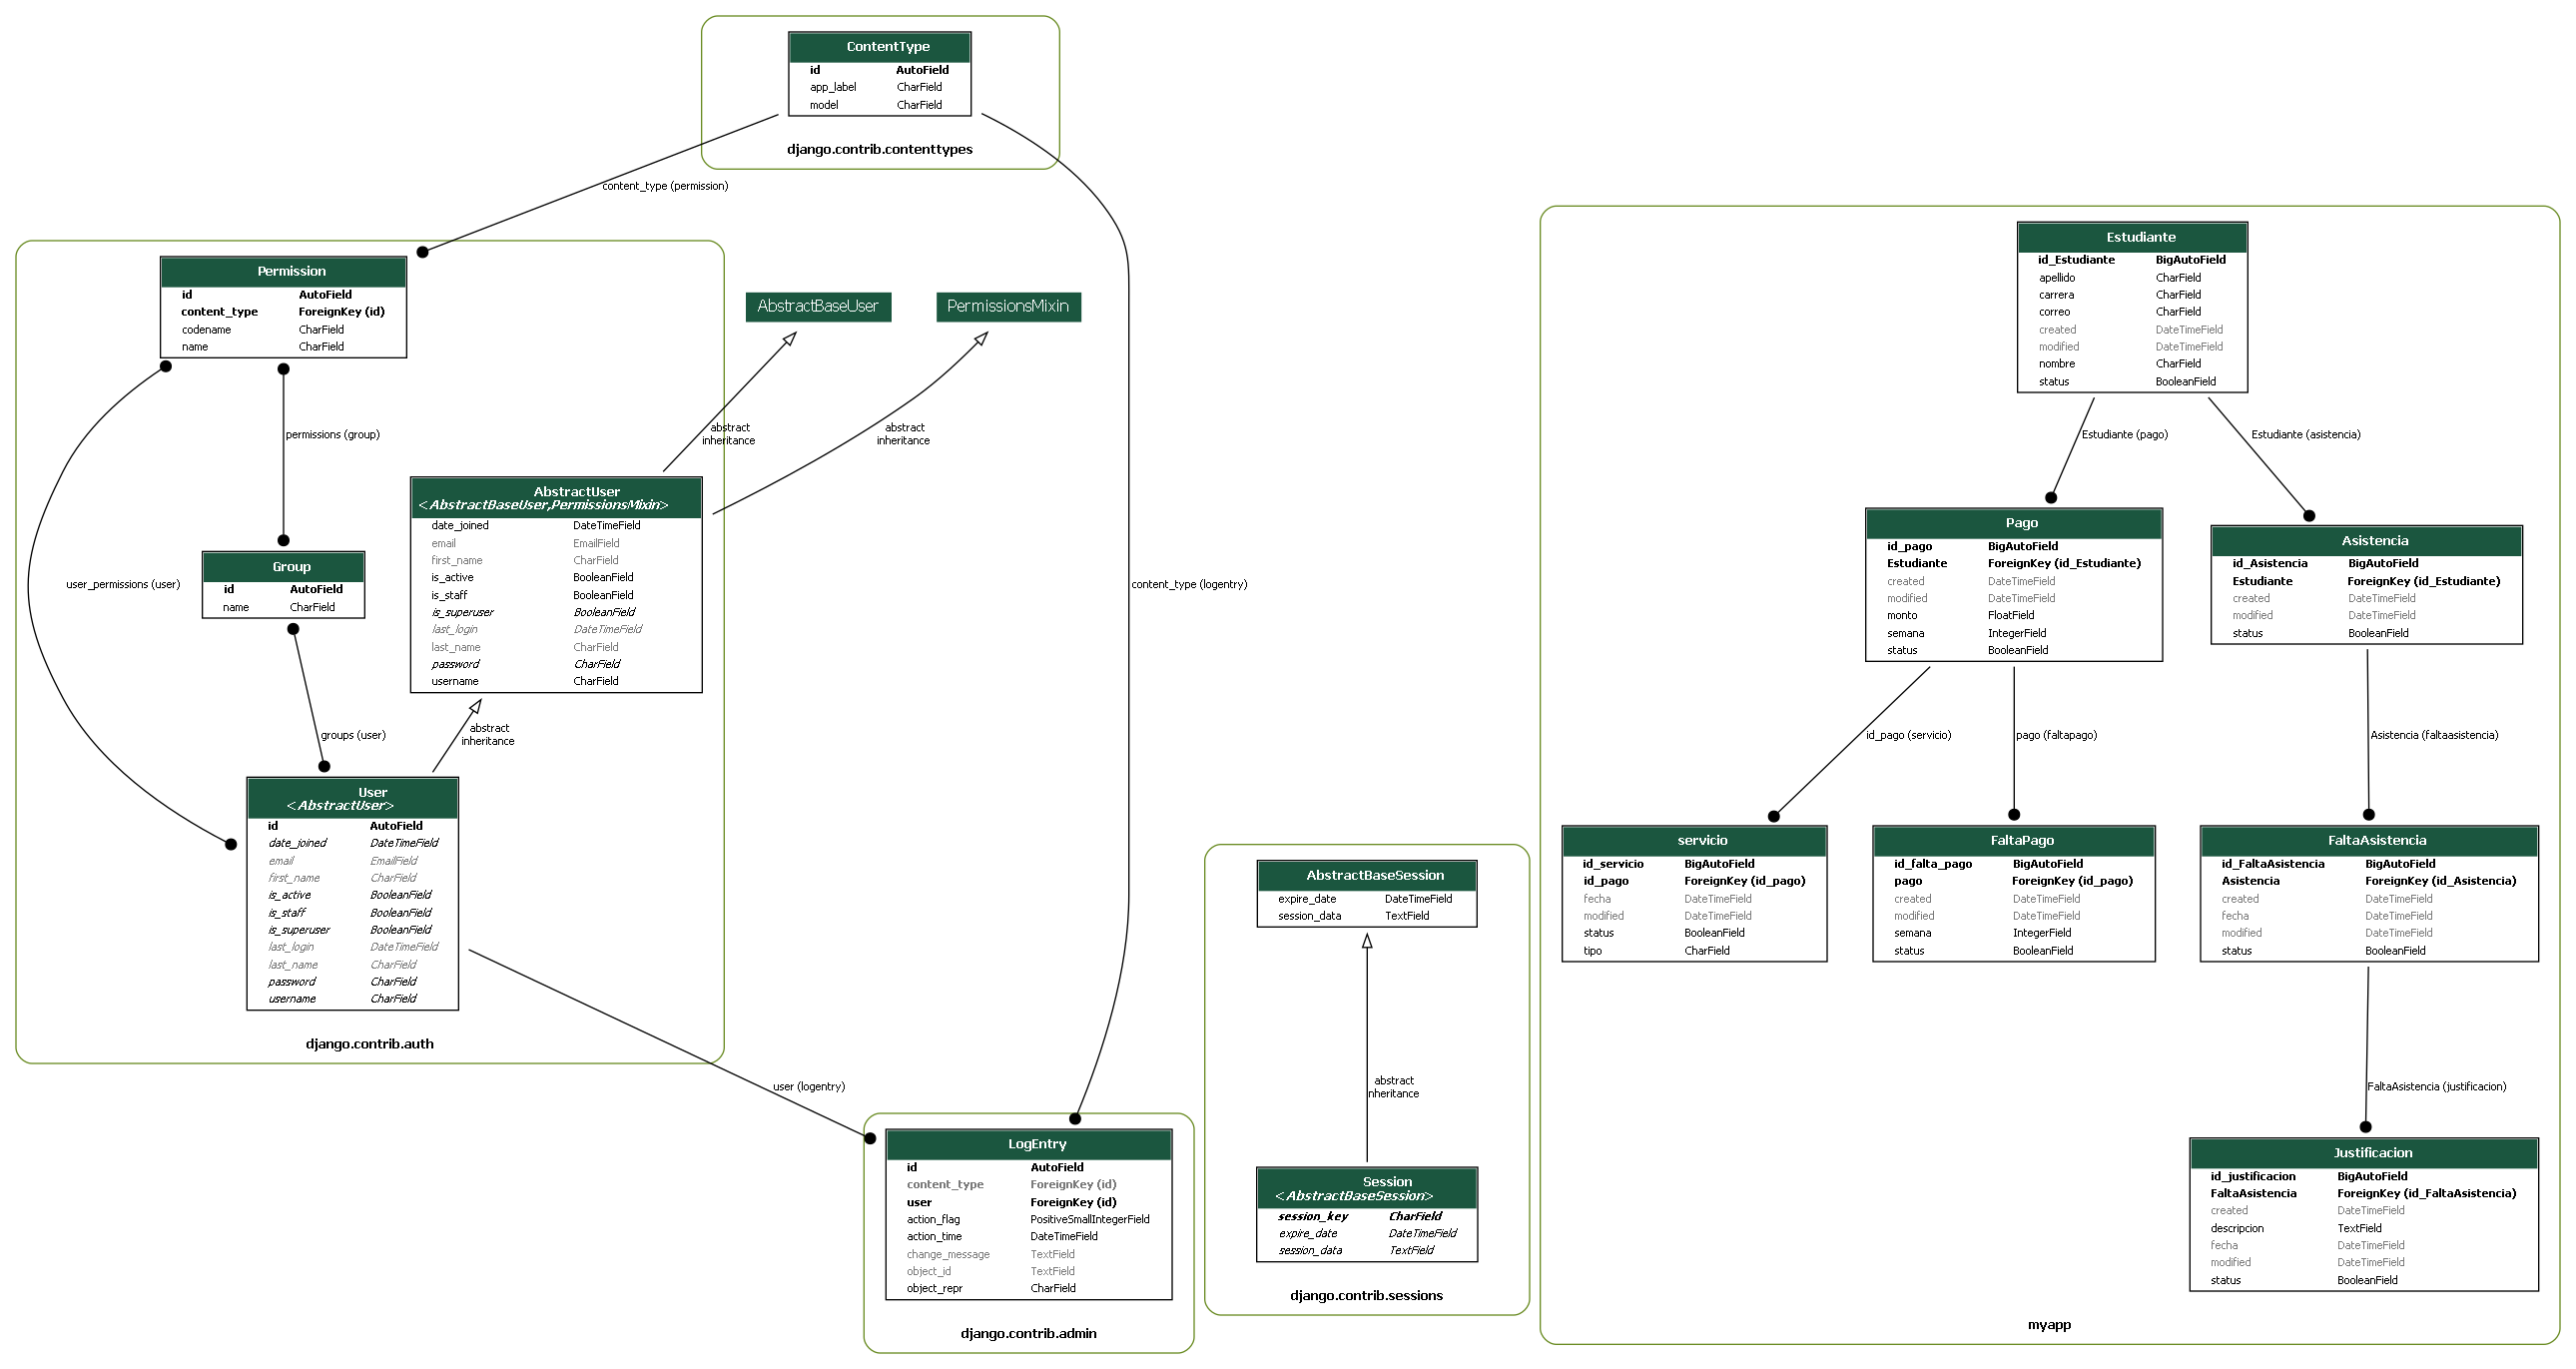 ContentType
id AutoField
app_label CharField
model CharField
django.contrib.contenttypes
content_type (permission)
Permission
id AutoField
content_type ForeignKey (id)
codename CharField
name CharField
AbstractBaseUser
PermissionsMixin
permissions (group)
abstract
inheritance
abstract
inheritance
AbstractUser
<AbstractBaseUser,PermissionsMixin>
date_joined DateTimeField
email EmailField
first_name CharField
is_active BooleanField
is_staff BooleanField
is_superuser BooleanField
last_login DateTimeField
last_name CharField
password CharField
username CharField
Group
id AutoField
name CharField
user_permissions (user)
content_type (logentry)
groups (user)
abstract
inheritance
User
<AbstractUser>
id AutoField
date_joined DateTimeField
email EmailField
first_name CharField
is_active BooleanField
is_staff BooleanField
is_superuser BooleanField
last_login DateTimeField
last_name CharField
password CharField
username CharField
django.contrib.auth
user (logentry)
LogEntry
id AutoField
content_type ForeignKey (id)
user ForeignKey (id)
action_flag PositiveSmallIntegerField
action_time DateTimeField
change_message TextField
object_id TextField
object_repr CharField
django.contrib.admin
AbstractBaseSession
expire_date DateTimeField
session_data TextField
abstract
nheritance
Session
<AbstractBaseSession>
session_key CharField
expire_date DateTimeField
session_data TextField
django.contrib.sessions
Estudiante
id_Estudiante BigAutoField
apellido CharField
carrera CharField
correo CharField
created DateTimeField
modified DateTimeField
nombre CharField
status BooleanField
Estudiante (pago)
Estudiante (asistencia)
Pago
id_pago BigAutoField
Estudiante ForeignKey (id_Estudiante)
created DateTimeField
modified DateTimeField
monto FloatField
semana IntegerField
status BooleanField
Asistencia
id_Asistencia BigAutoField
Estudiante ForeignKey (id_Estudiante)
created DateTimeField
modified DateTimeField
status BooleanField
id_pago (servicio)
pago (faltapago)
Asistencia (faltaasistencia)
servicio
id_servicio BigAutoField
id_pago ForeignKey (id_pago)
fecha DateTimeField
modified DateTimeField
status BooleanField
tipo CharField
FaltaPago
id_falta_pago BigAutoField
pago ForeignKey (id_pago)
created DateTimeField
modified DateTimeField
semana IntegerField
status BooleanField
FaltaAsistencia
id_FaltaAsistencia BigAutoField
Asistencia ForeignKey (id_Asistencia)
created DateTimeField
fecha DateTimeField
modified DateTimeField
status BooleanField
FaltaAsistencia (justificacion)
Justificacion
id_justificacion BigAutoField
FaltaAsistencia ForeignKey (id_FaltaAsistencia)
created DateTimeField
descripcion TextField
fecha DateTimeField
modified DateTimeField
status BooleanField
myapp